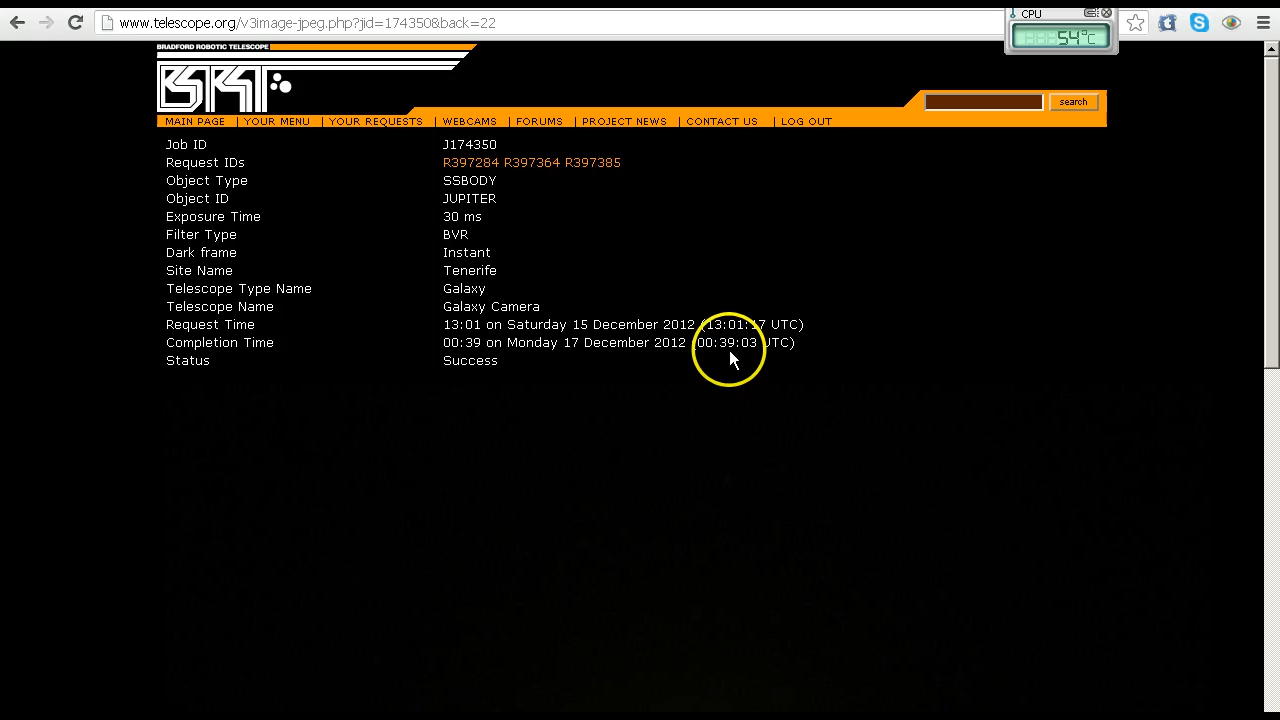 www.telescope.org/v3image-jpeg.php?jid=174350&back=22
CPU
54°C
BRADFORD ROBOTIC TELESCOPE
BRT
search
MAIN PAGE | YOUR MENU | YOUR REQUESTS | WEBCAMS | FORUMS | PROJECT NEWS | CONTACT US | LOG OUT
Job ID J174350
Request IDs R397284 R397364 R397385
Object Type SSBODY
Object ID JUPITER
Exposure Time 30 ms
Filter Type BVR
Dark frame Instant
Site Name Tenerife
Telescope Type Name Galaxy
Telescope Name Galaxy Camera
Request Time 13:01 on Saturday 15 December 2012 (13:01:17 UTC)
Completion Time 00:39 on Monday 17 December 2012 (00:39:03 UTC)
Status Success